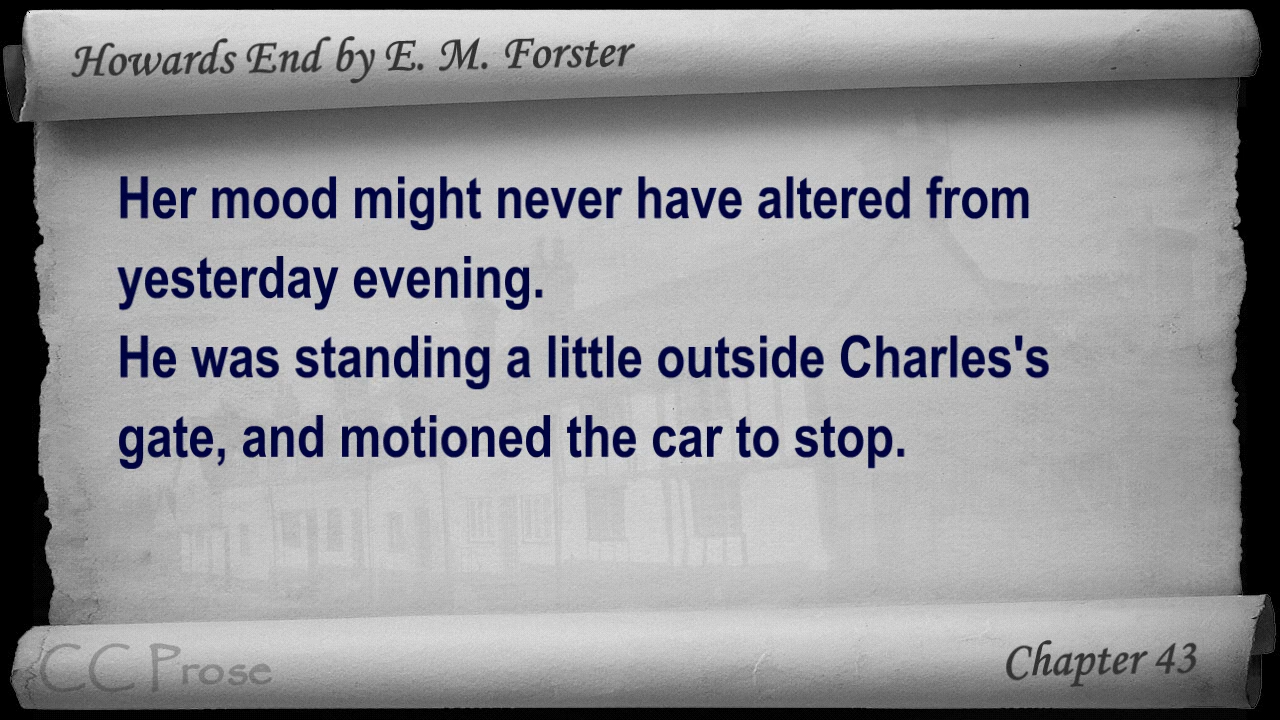 Howards End by E. M. Forster
Her mood might never have altered from
yesterday evening.
He was standing a little outside Charles's
gate, and motioned the car to stop.
CC Prose
Chapter 43